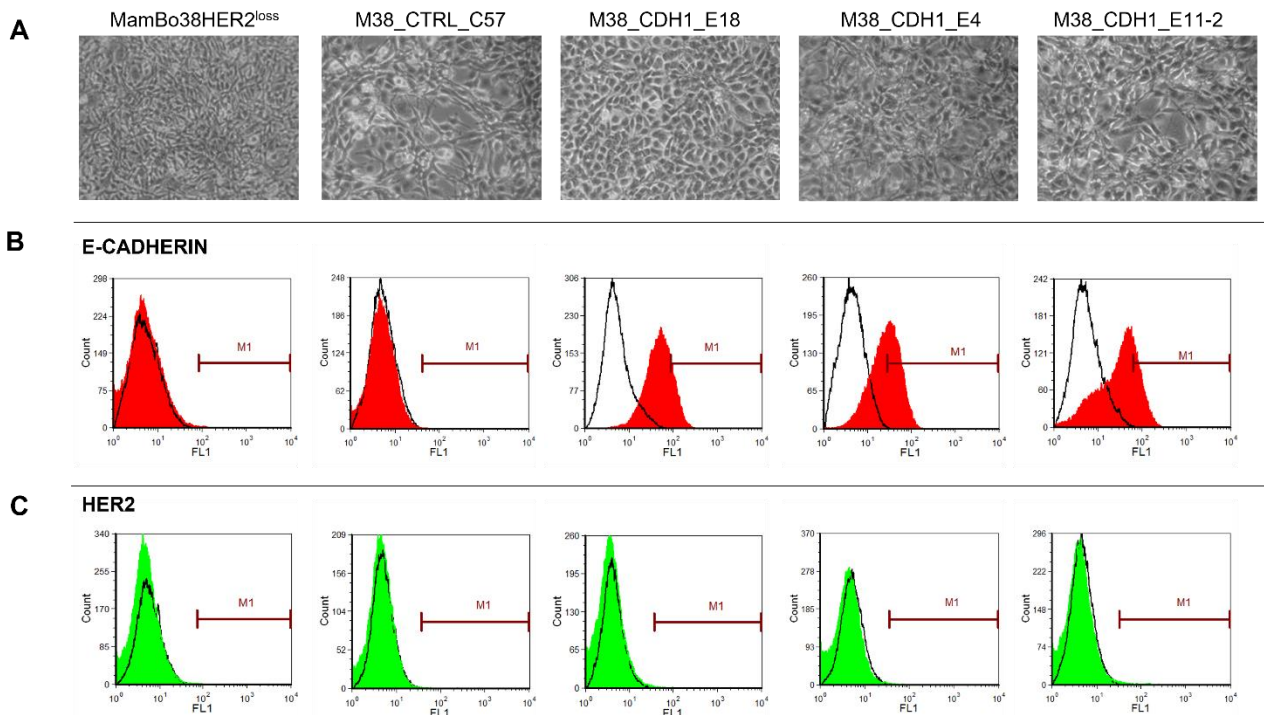 A
MamBo38HER2loss M38_CTRL_C57 M38_CDH1_E18 M38_CDH1_E4 M38_CDH1_E11-2
B
E-CADHERIN
298 224 149 75 0 Count M1 10^0 10^1 10^2 10^3 10^4 FL1
248 186 124 62 0 Count M1 10^0 10^1 10^2 10^3 10^4 FL1
306 230 153 77 0 Count M1 10^0 10^1 10^2 10^3 10^4 FL1
260 195 130 65 0 Count M1 10^0 10^1 10^2 10^3 10^4 FL1
242 181 121 60 0 Count M1 10^0 10^1 10^2 10^3 10^4 FL1
C
HER2
340 255 170 85 0 Count M1 10^0 10^1 10^2 10^3 10^4 FL1
209 156 104 52 0 Count M1 10^0 10^1 10^2 10^3 10^4 FL1
260 195 130 65 0 Count M1 10^0 10^1 10^2 10^3 10^4 FL1
370 278 185 93 0 Count M1 10^0 10^1 10^2 10^3 10^4 FL1
296 222 148 74 0 Count M1 10^0 10^1 10^2 10^3 10^4 FL1